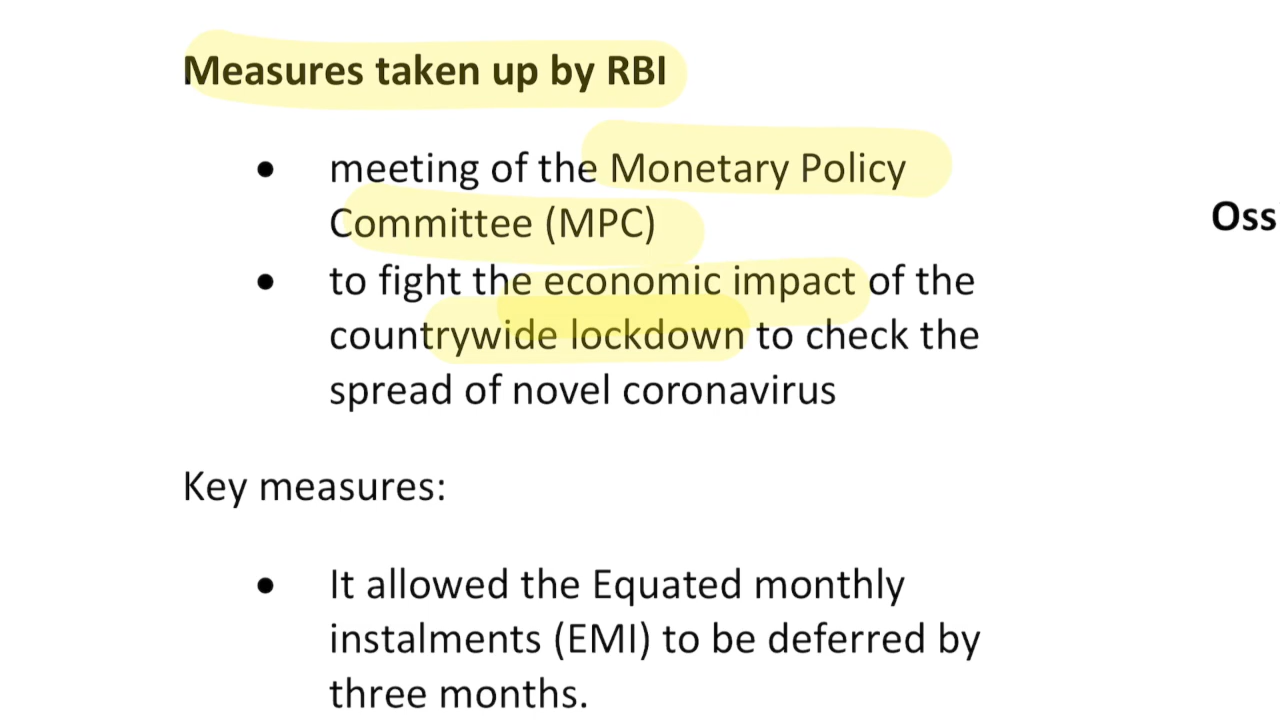 Measures taken up by RBI
• meeting of the Monetary Policy
Committee (MPC)
• to fight the economic impact of the
countrywide lockdown to check the
spread of novel coronavirus
Key measures:
• It allowed the Equated monthly
instalments (EMI) to be deferred by
three months.
Oss